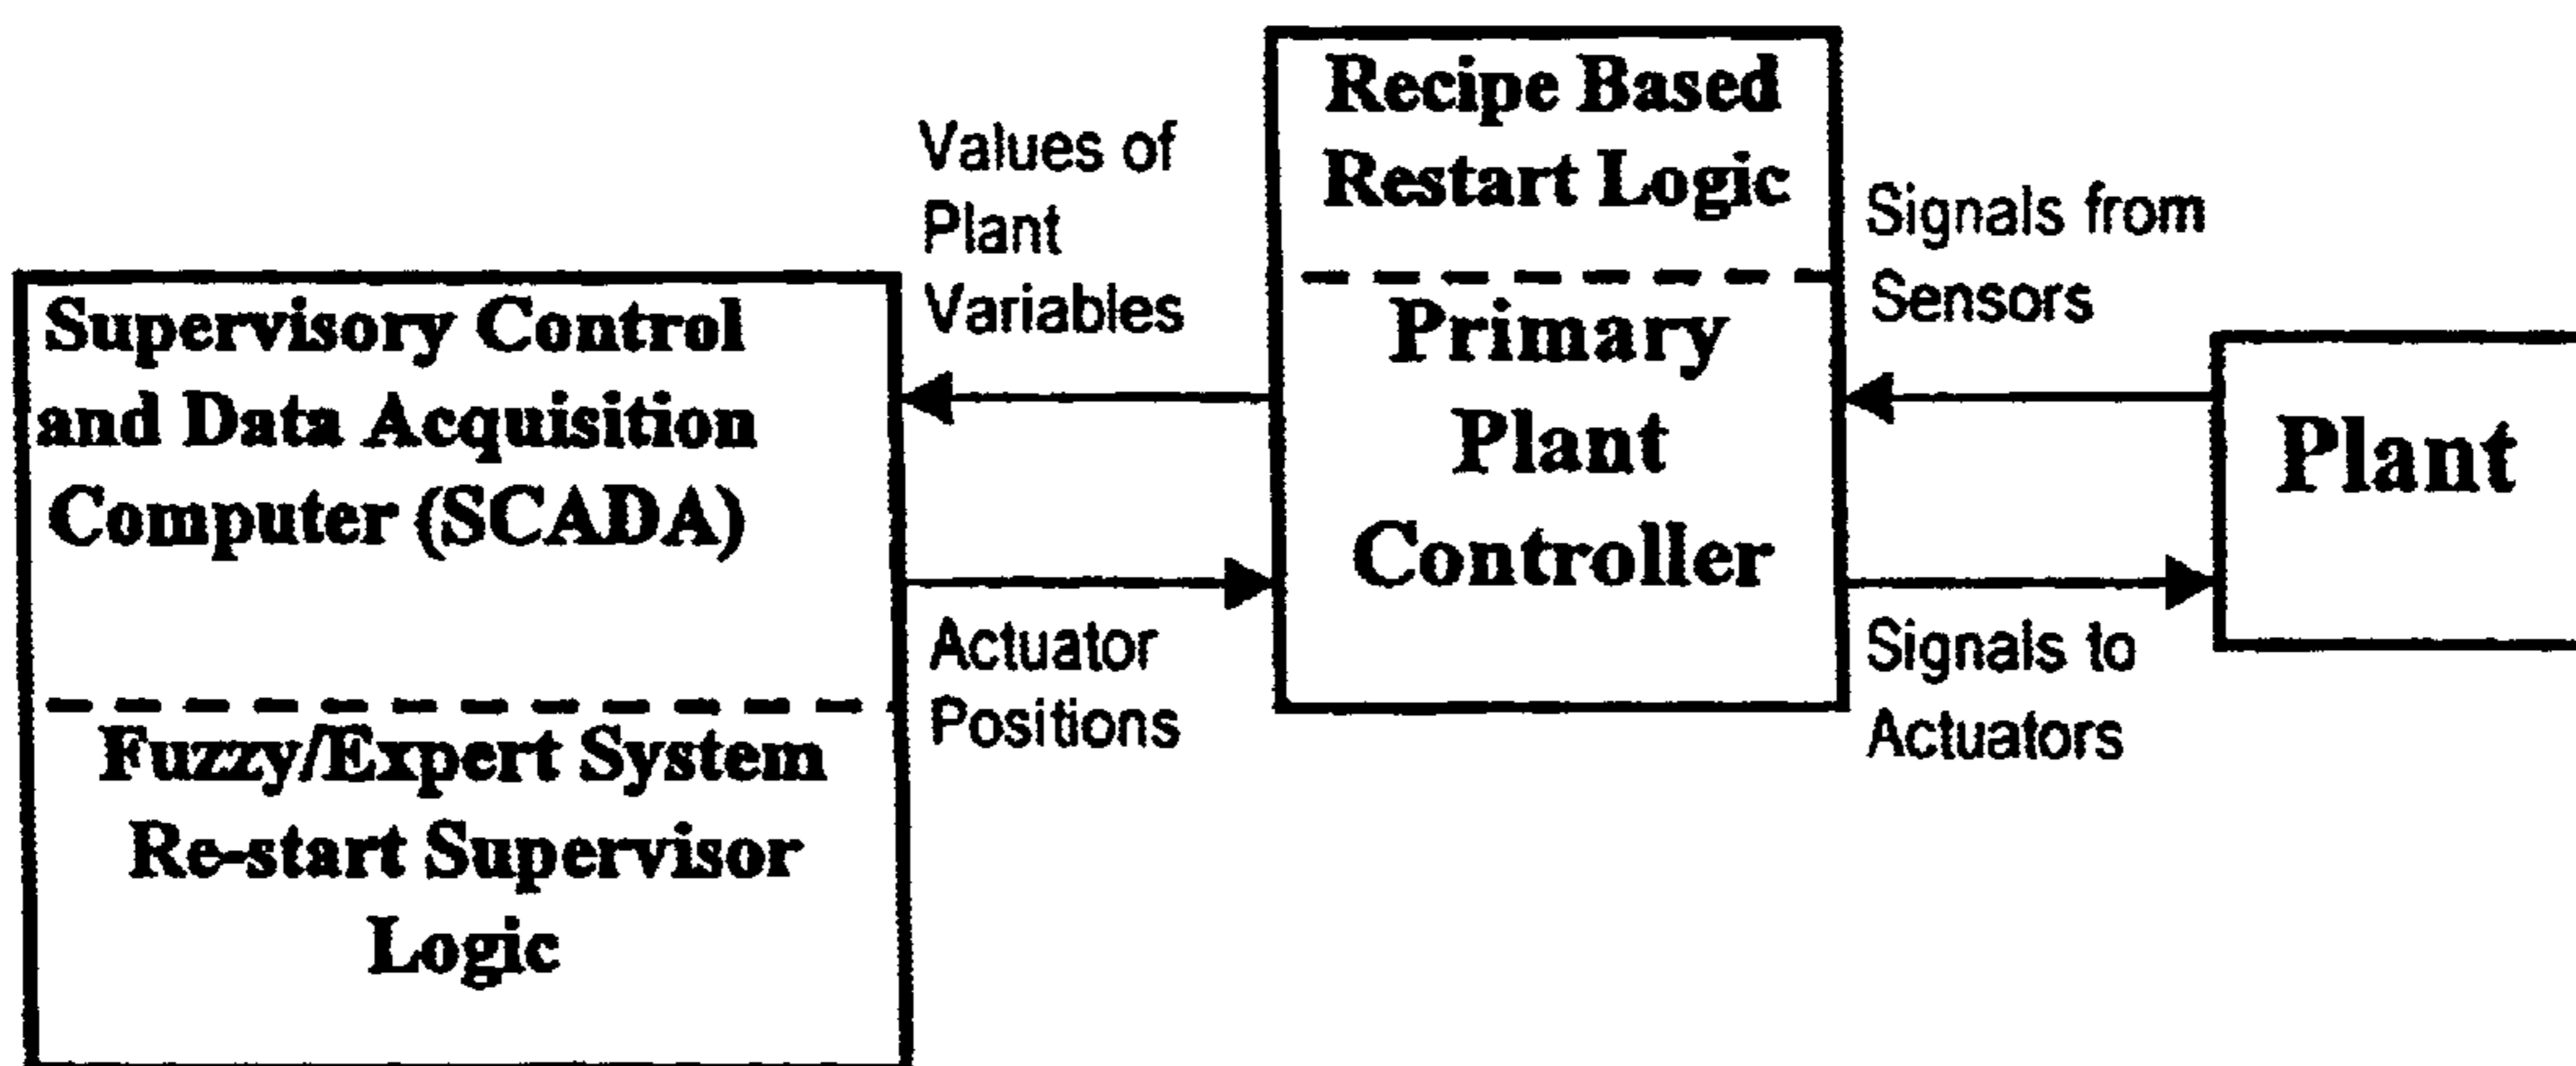 Supervisory Control
and Data Acquisition
Computer (SCADA)
Fuzzy/Expert System
Re-start Supervisor
Logic
Values of
Plant
Variables
Actuator
Positions
Recipe Based
Restart Logic
Primary
Plant
Controller
Signals from
Sensors
Signals to
Actuators
Plant